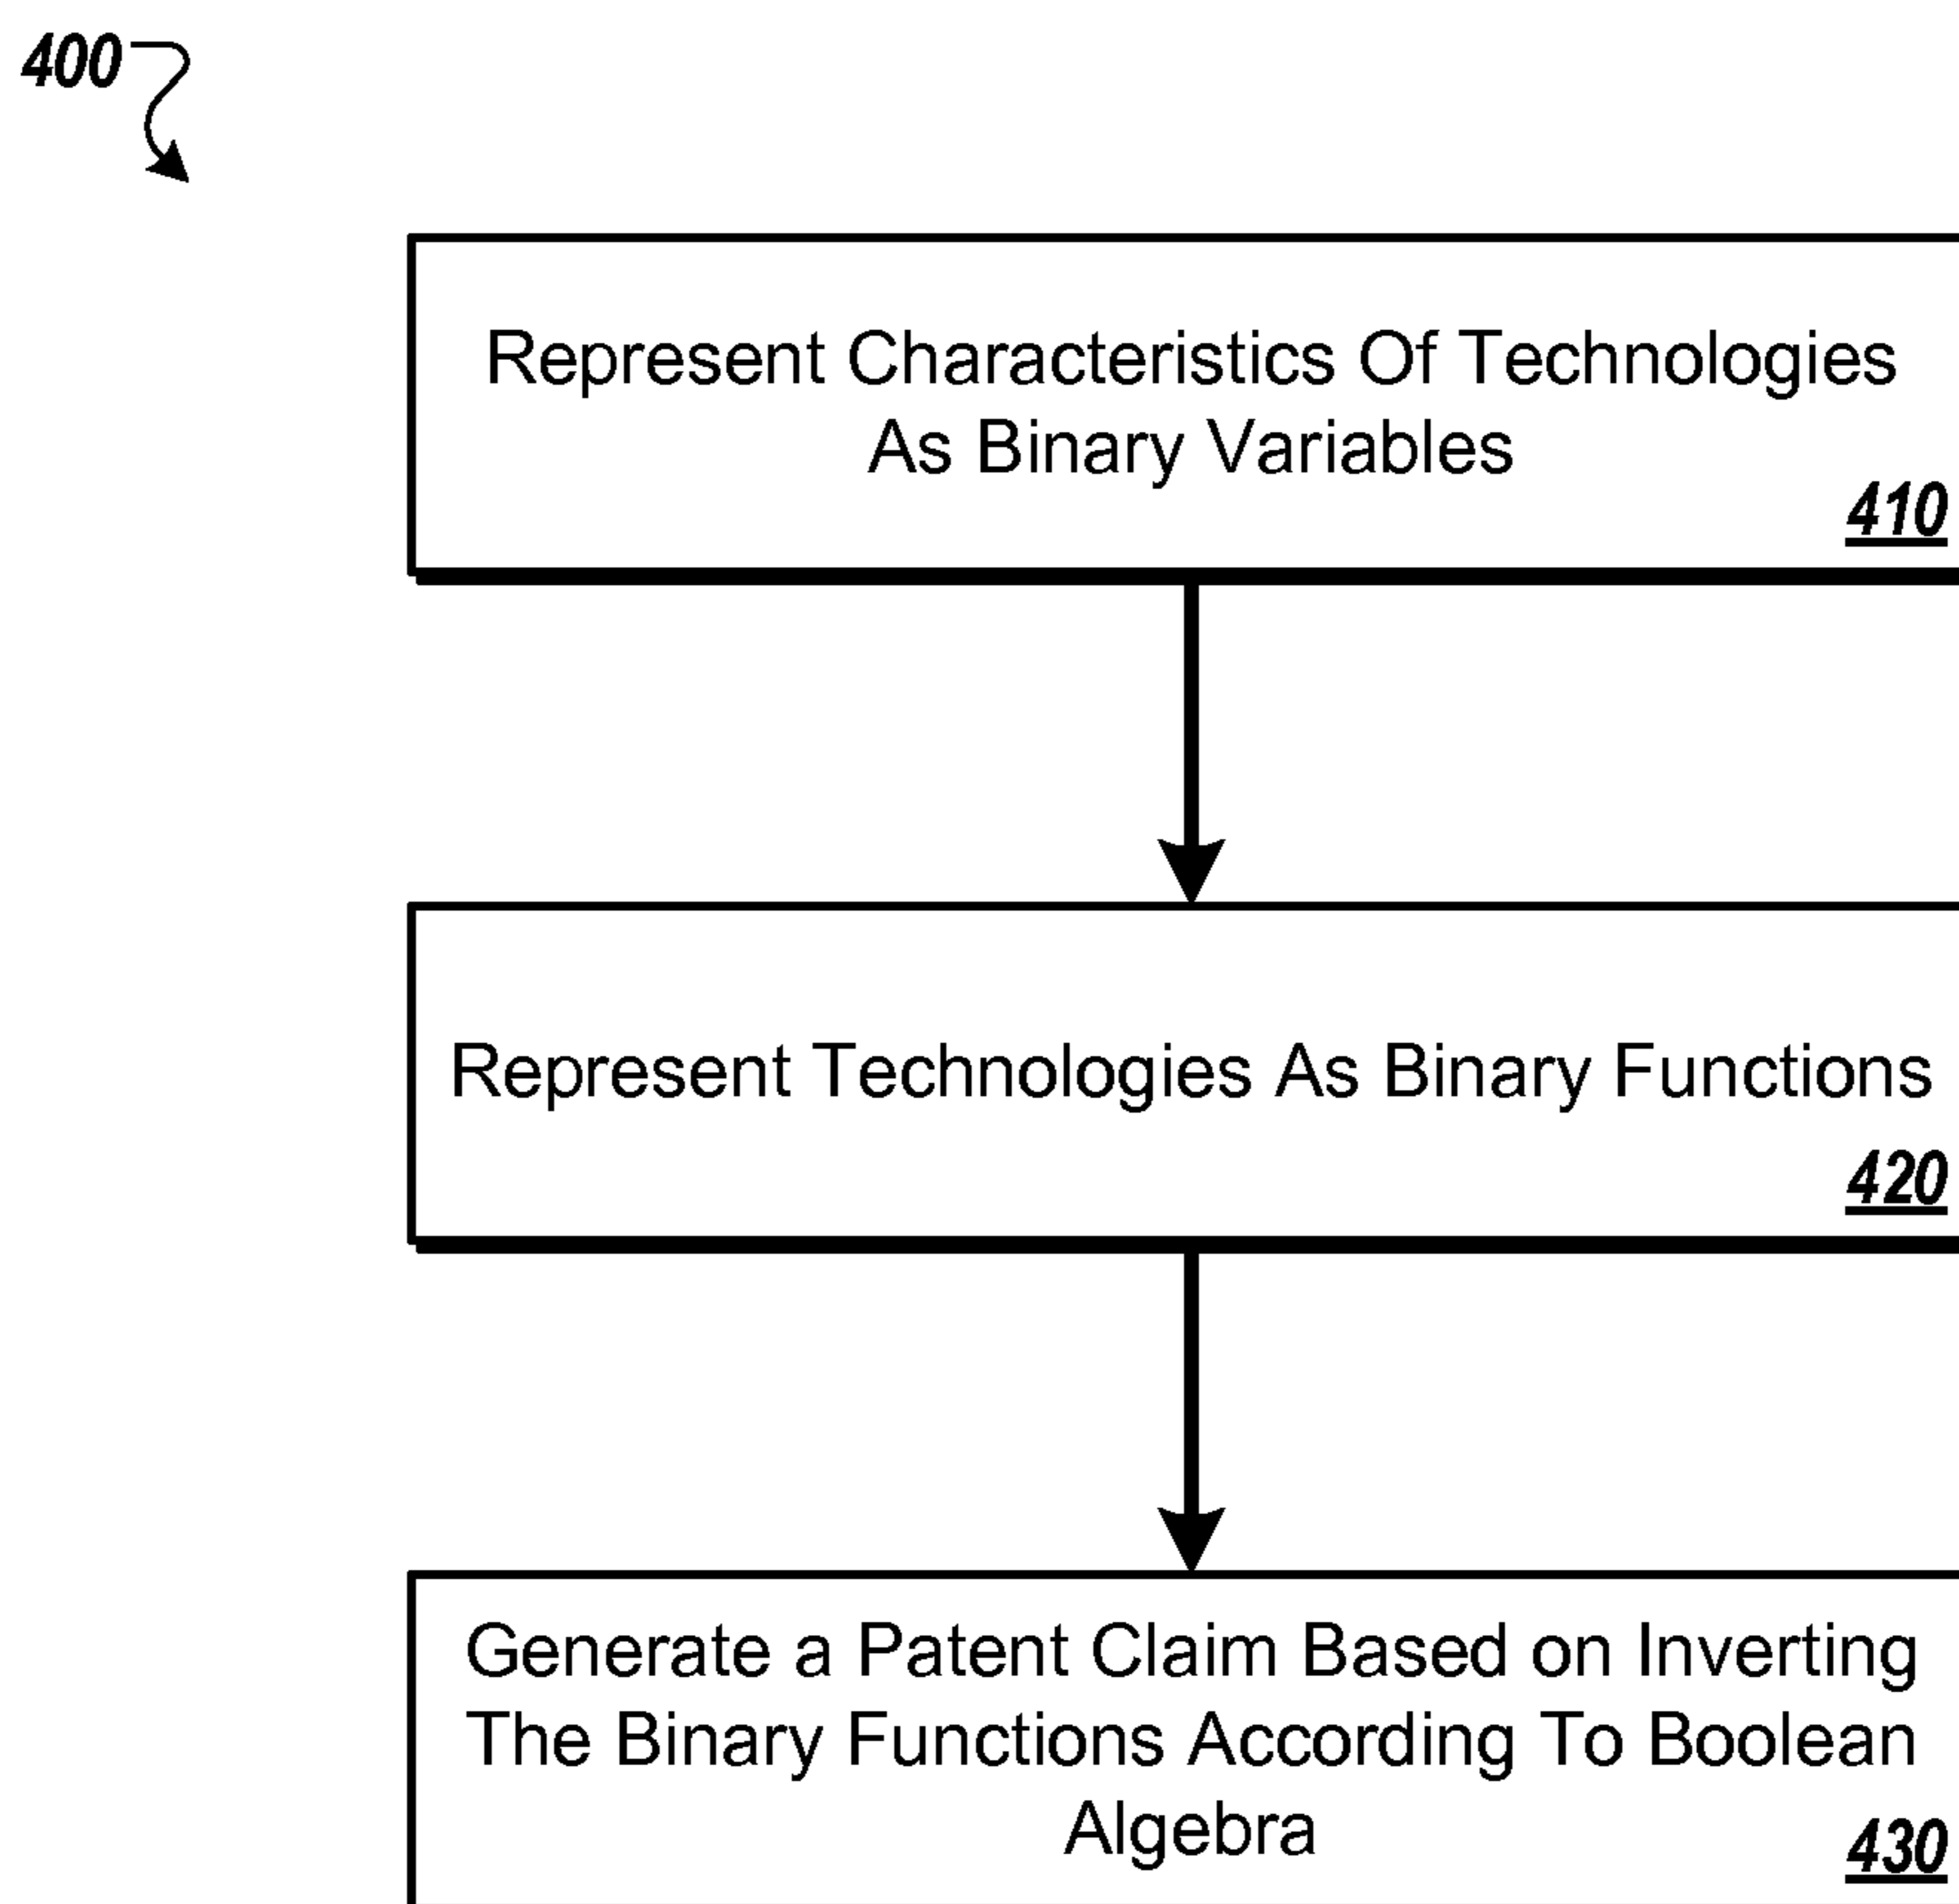 400
Represent Characteristics Of Technologies
As Binary Variables
410
Represent Technologies As Binary Functions
420
Generate a Patent Claim Based on Inverting
The Binary Functions According To Boolean
Algebra
430